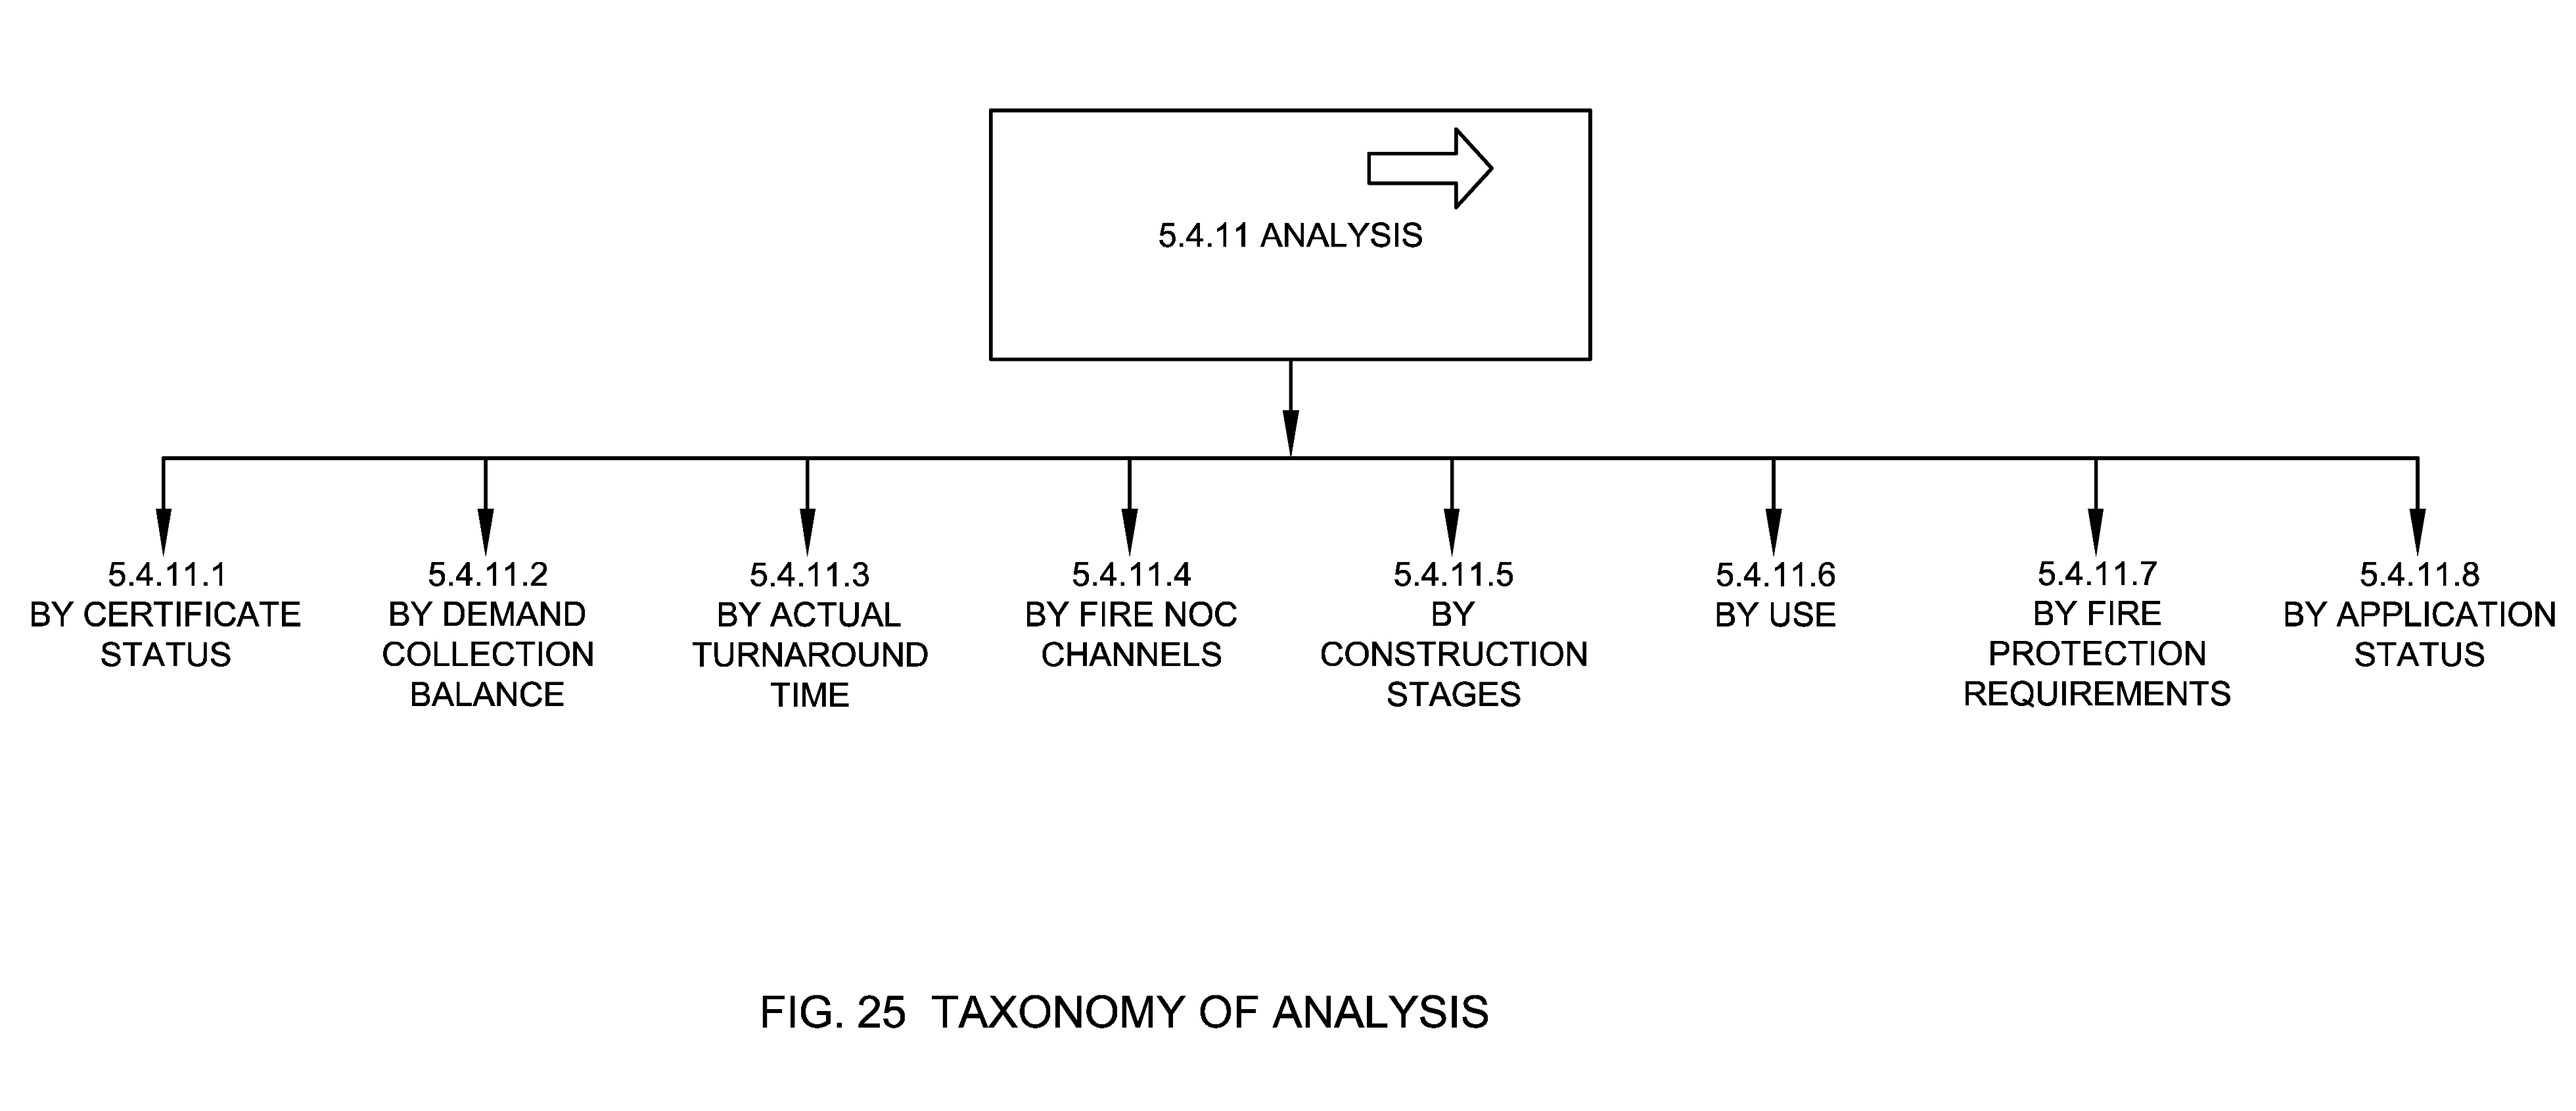 5.4.11 ANALYSIS
5.4.11.1
BY CERTIFICATE
STATUS
5.4.11.2
BY DEMAND
COLLECTION
BALANCE
5.4.11.3
BY ACTUAL
TURNAROUND
TIME
5.4.11.4
BY FIRE NOC
CHANNELS
5.4.11.5
BY
CONSTRUCTION
STAGES
5.4.11.6
BY USE
5.4.11.7
BY FIRE
PROTECTION
REQUIREMENTS
5.4.11.8
BY APPLICATION
STATUS
FIG. 25 TAXONOMY OF ANALYSIS